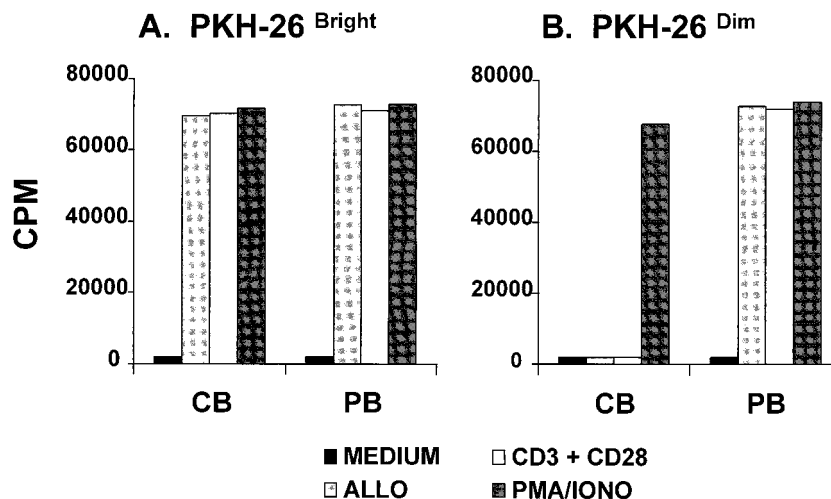 A. PKH-26 Bright
B. PKH-26 Dim
CPM
80000
60000
40000
20000
0
CB
PB
80000
60000
40000
20000
0
CB
PB
MEDIUM
CD3 + CD28
ALLO
PMA/IONO